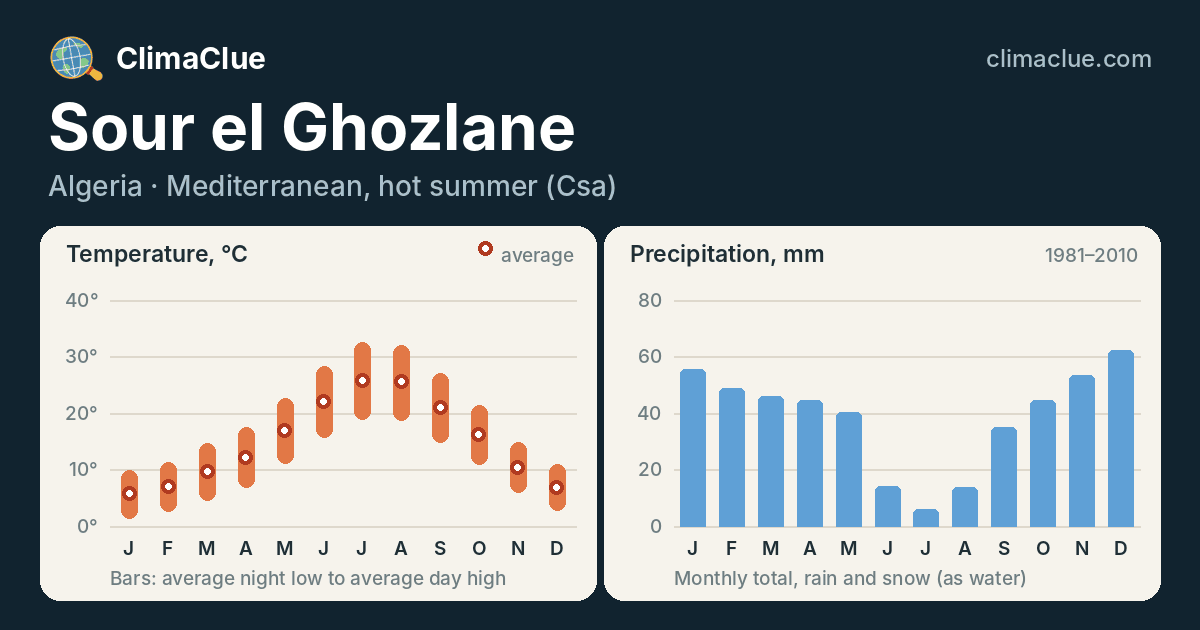 ClimaClue
climaclue.com
Sour el Ghozlane
Algeria · Mediterranean, hot summer (Csa)
Temperature, °C
average
40°
30°
20°
10°
0°
J F M A M J J A S O N D
Bars: average night low to average day high
Precipitation, mm
1981–2010
80
60
40
20
0
J F M A M J J A S O N D
Monthly total, rain and snow (as water)